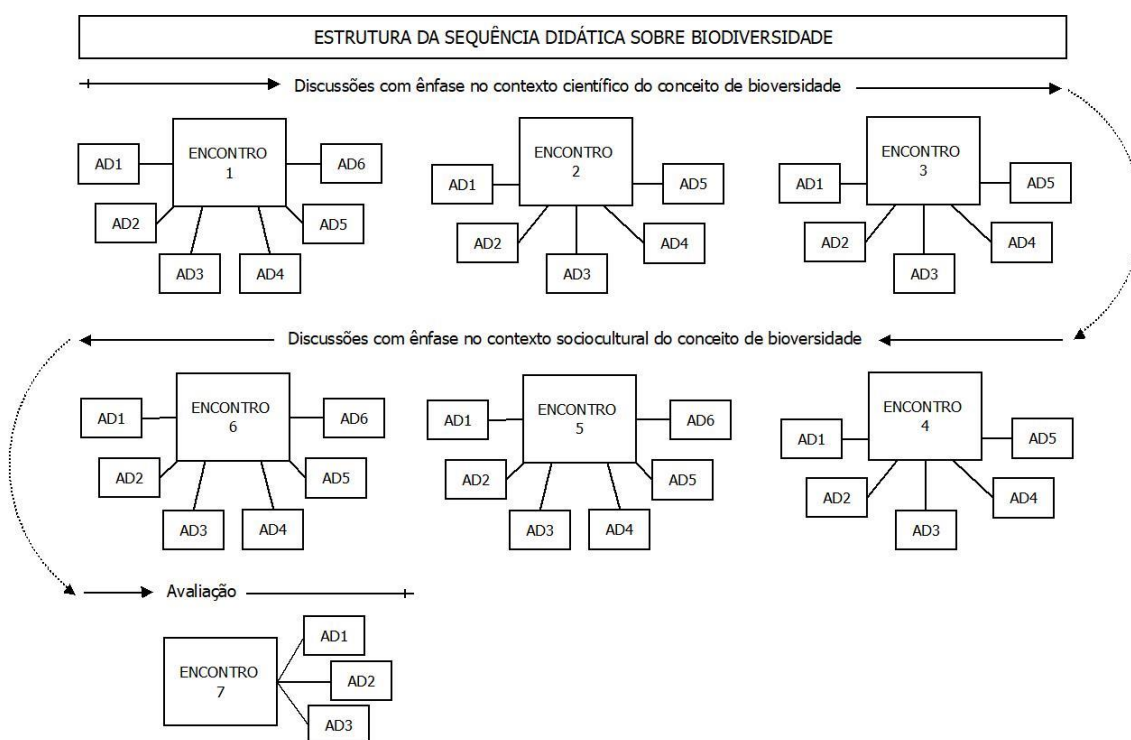 ESTRUTURA DA SEQUÊNCIA DIDÁTICA SOBRE BIODIVERSIDADE
Discussões com ênfase no contexto científico do conceito de bioversidade
ENCONTRO
1
AD1
AD2
AD3
AD4
AD5
AD6
ENCONTRO
2
AD1
AD2
AD3
AD4
AD5
ENCONTRO
3
AD1
AD2
AD3
AD4
AD5
Discussões com ênfase no contexto sociocultural do conceito de bioversidade
ENCONTRO
4
AD1
AD2
AD3
AD4
AD5
ENCONTRO
5
AD1
AD2
AD3
AD4
AD5
AD6
ENCONTRO
6
AD1
AD2
AD3
AD4
AD5
AD6
Avaliação
ENCONTRO
7
AD1
AD2
AD3